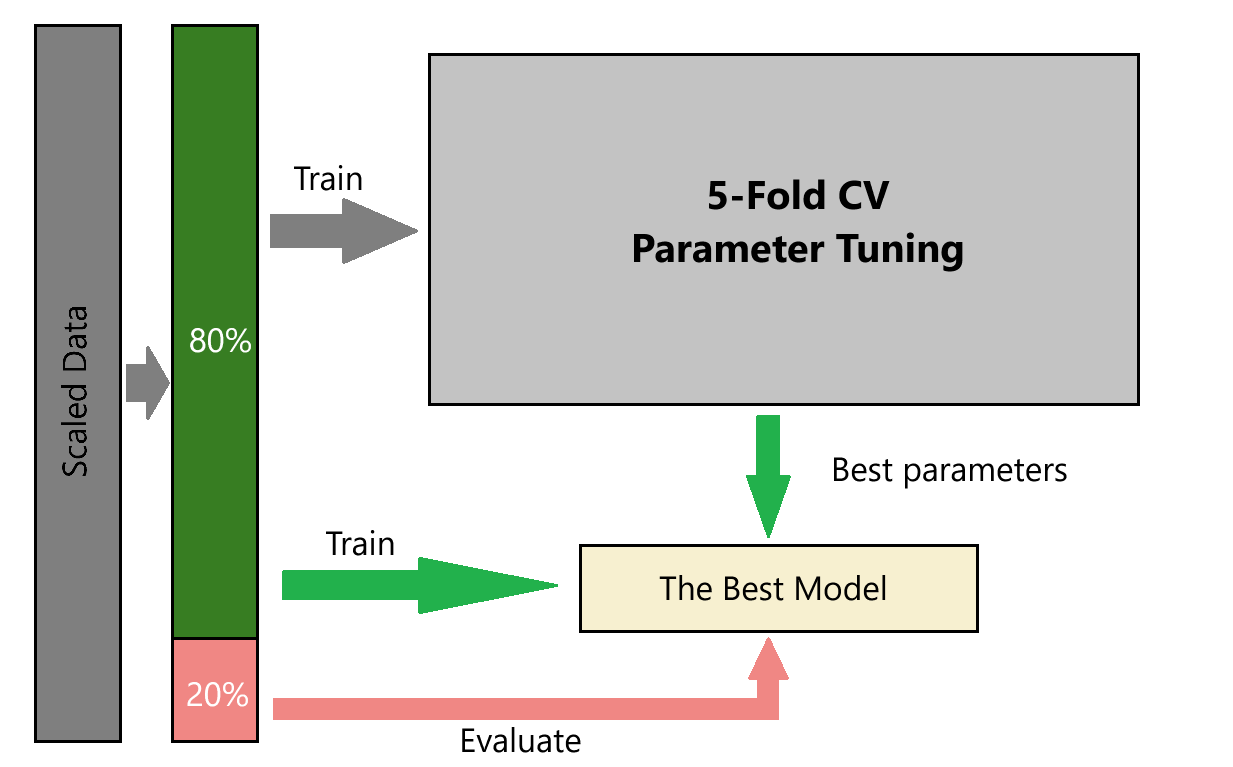 Scaled Data
80%
20%
Train
5-Fold CV
Parameter Tuning
Best parameters
Train
The Best Model
Evaluate